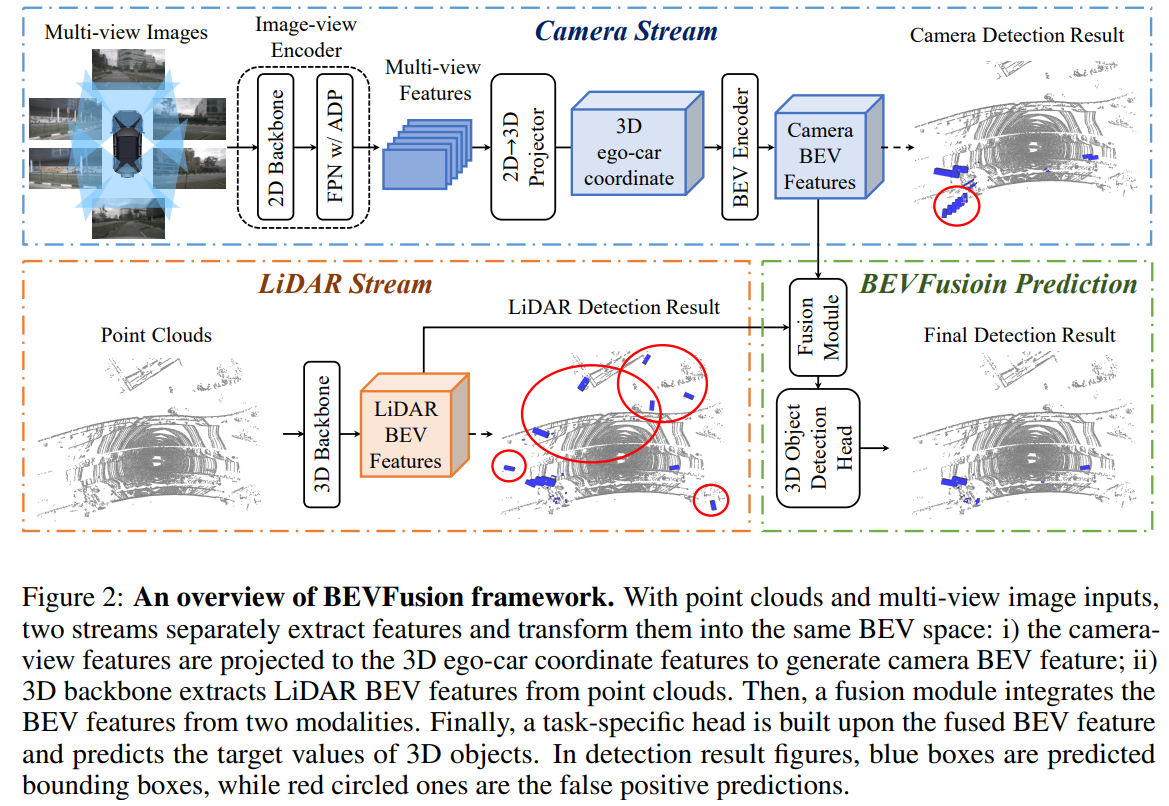 Camera Stream
Multi-view Images
Image-view
Encoder
2D Backbone
FPN w/ ADP
Multi-view
Features
2D→3D
Projector
3D
ego-car
coordinate
BEV Encoder
Camera
BEV
Features
Camera Detection Result
LiDAR Stream
Point Clouds
3D Backbone
LiDAR
BEV
Features
LiDAR Detection Result
BEVFusioin Prediction
Fusion
Module
3D Object
Detection
Head
Final Detection Result
Figure 2: An overview of BEVFusion framework. With point clouds and multi-view image inputs,
two streams separately extract features and transform them into the same BEV space: i) the camera-
view features are projected to the 3D ego-car coordinate features to generate camera BEV feature; ii)
3D backbone extracts LiDAR BEV features from point clouds. Then, a fusion module integrates the
BEV features from two modalities. Finally, a task-specific head is built upon the fused BEV feature
and predicts the target values of 3D objects. In detection result figures, blue boxes are predicted
bounding boxes, while red circled ones are the false positive predictions.